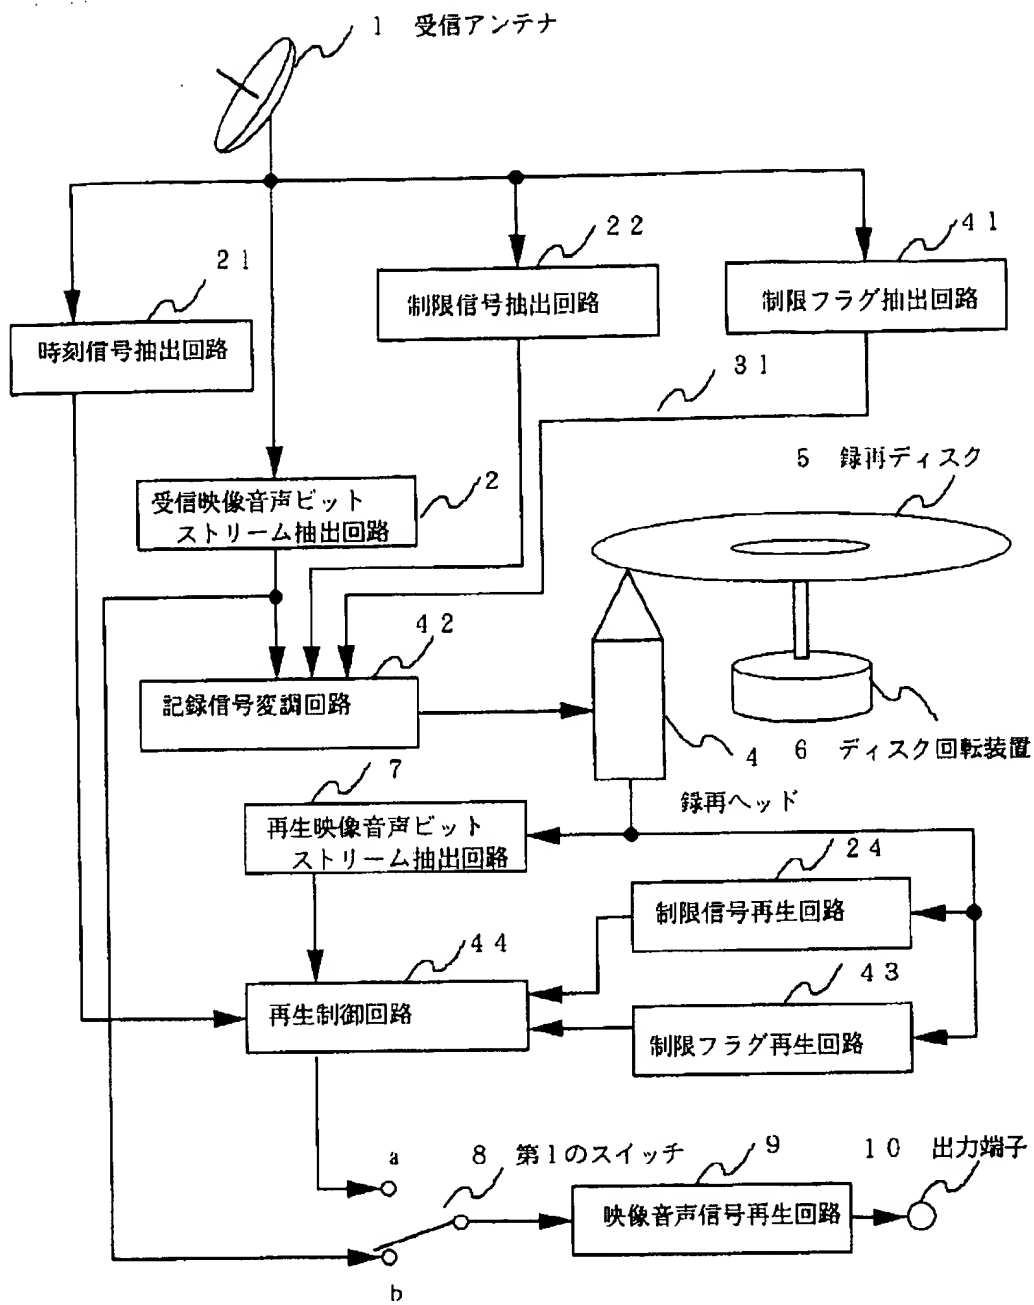 1 受信アンテナ
22
41
21
制限信号抽出回路
制限フラグ抽出回路
時刻信号抽出回路
31
5 録再ディスク
2
受信映像音声ビット
ストリーム抽出回路
42
記録信号変調回路
4
6 ディスク回転装置
7
録再ヘッド
再生映像音声ビット
ストリーム抽出回路
24
制限信号再生回路
44
43
再生制御回路
制限フラグ再生回路
a
8 第1のスイッチ
9
10 出力端子
映像音声信号再生回路
b